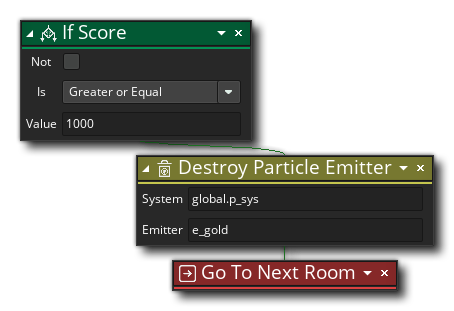 If Score
Not
Is Greater or Equal
Value 1000
Destroy Particle Emitter
System global.p_sys
Emitter e_gold
Go To Next Room